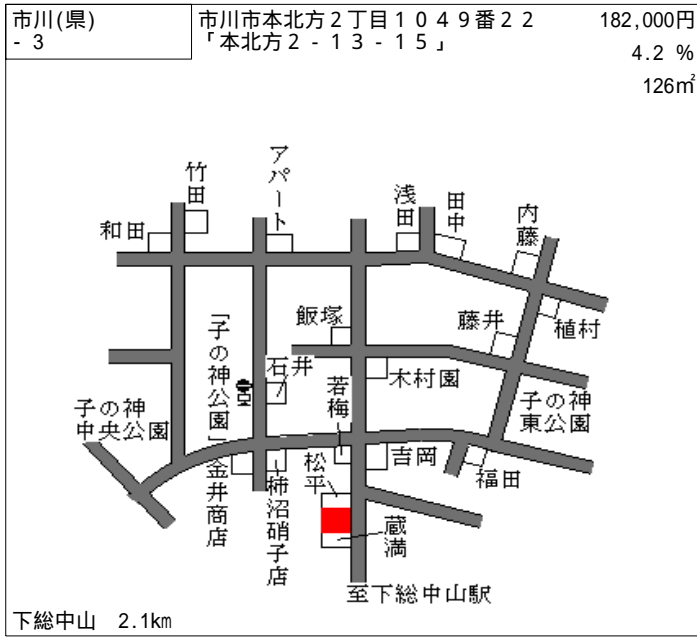 市川(県)
- 3
市川市本北方2丁目1049番22
「本北方2-13-15」
182,000円
4.2 %
126㎡
竹田
アパート
浅田
田中
内藤
和田
飯塚
藤井
植村
「子の神公園」
石井
若梅
木村園
子の神
東公園
子の神
中央公園
金井商店
柿沼硝子店
松平
吉岡
福田
蔵満
至下総中山駅
下総中山 2.1km